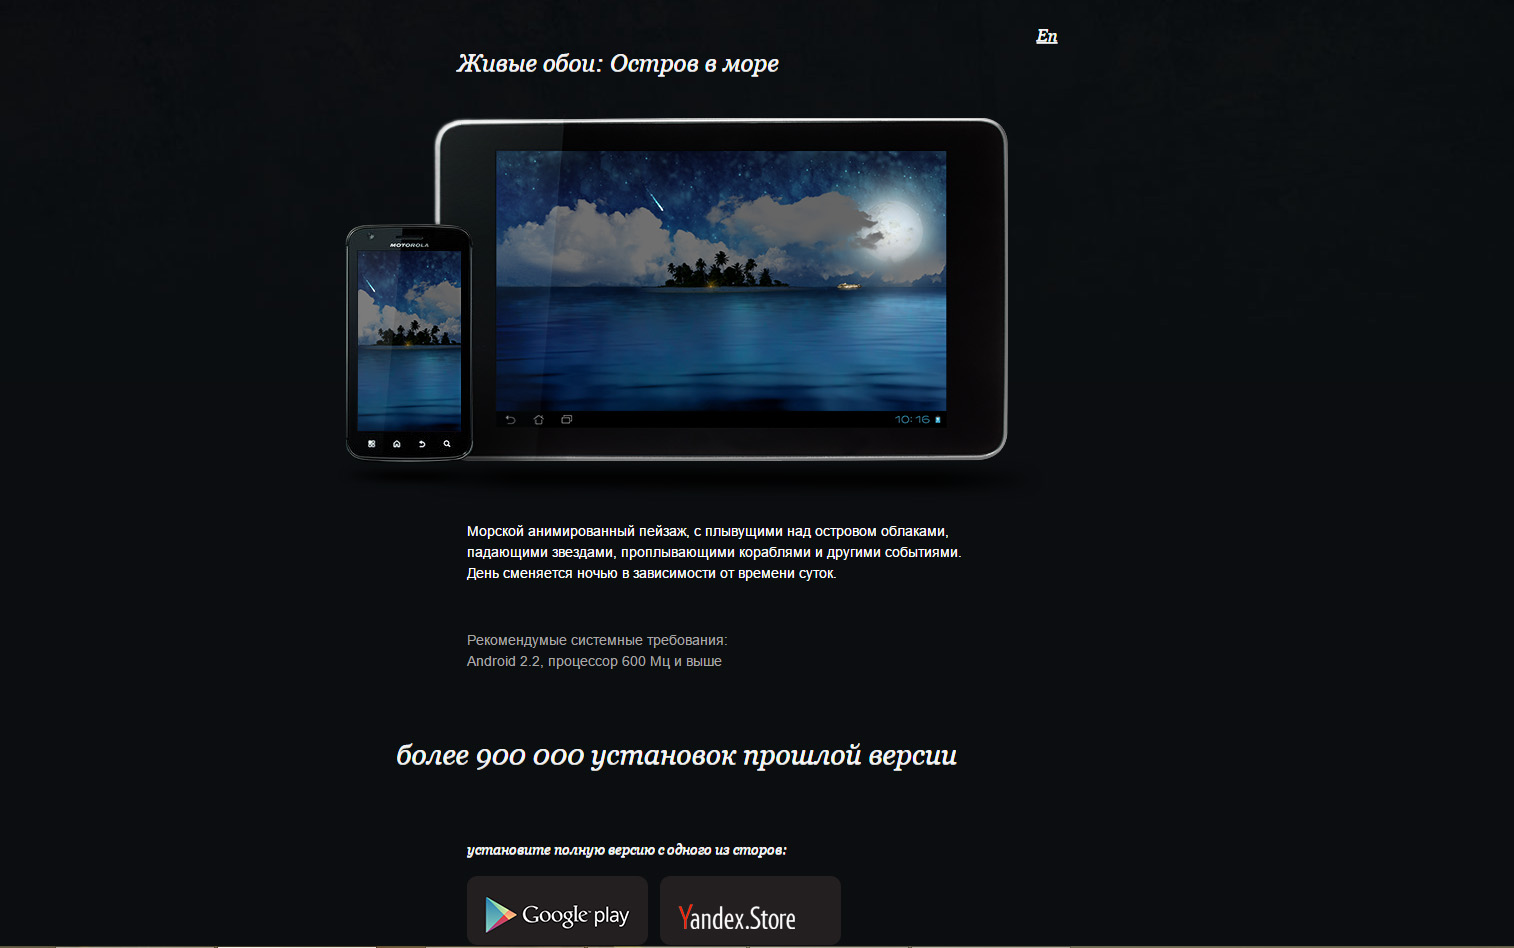 En
Живые обои: Остров в море
MOTOROLA
10:16
Морской анимированный пейзаж, с плывущими над островом облаками,
падающими звездами, проплывающими кораблями и другими событиями.
День сменяется ночью в зависимости от времени суток.
Рекомендумые системные требования:
Android 2.2, процессор 600 Мц и выше
более 900 000 установок прошлой версии
установите полную версию с одного из сторов:
Google play
Yandex.Store